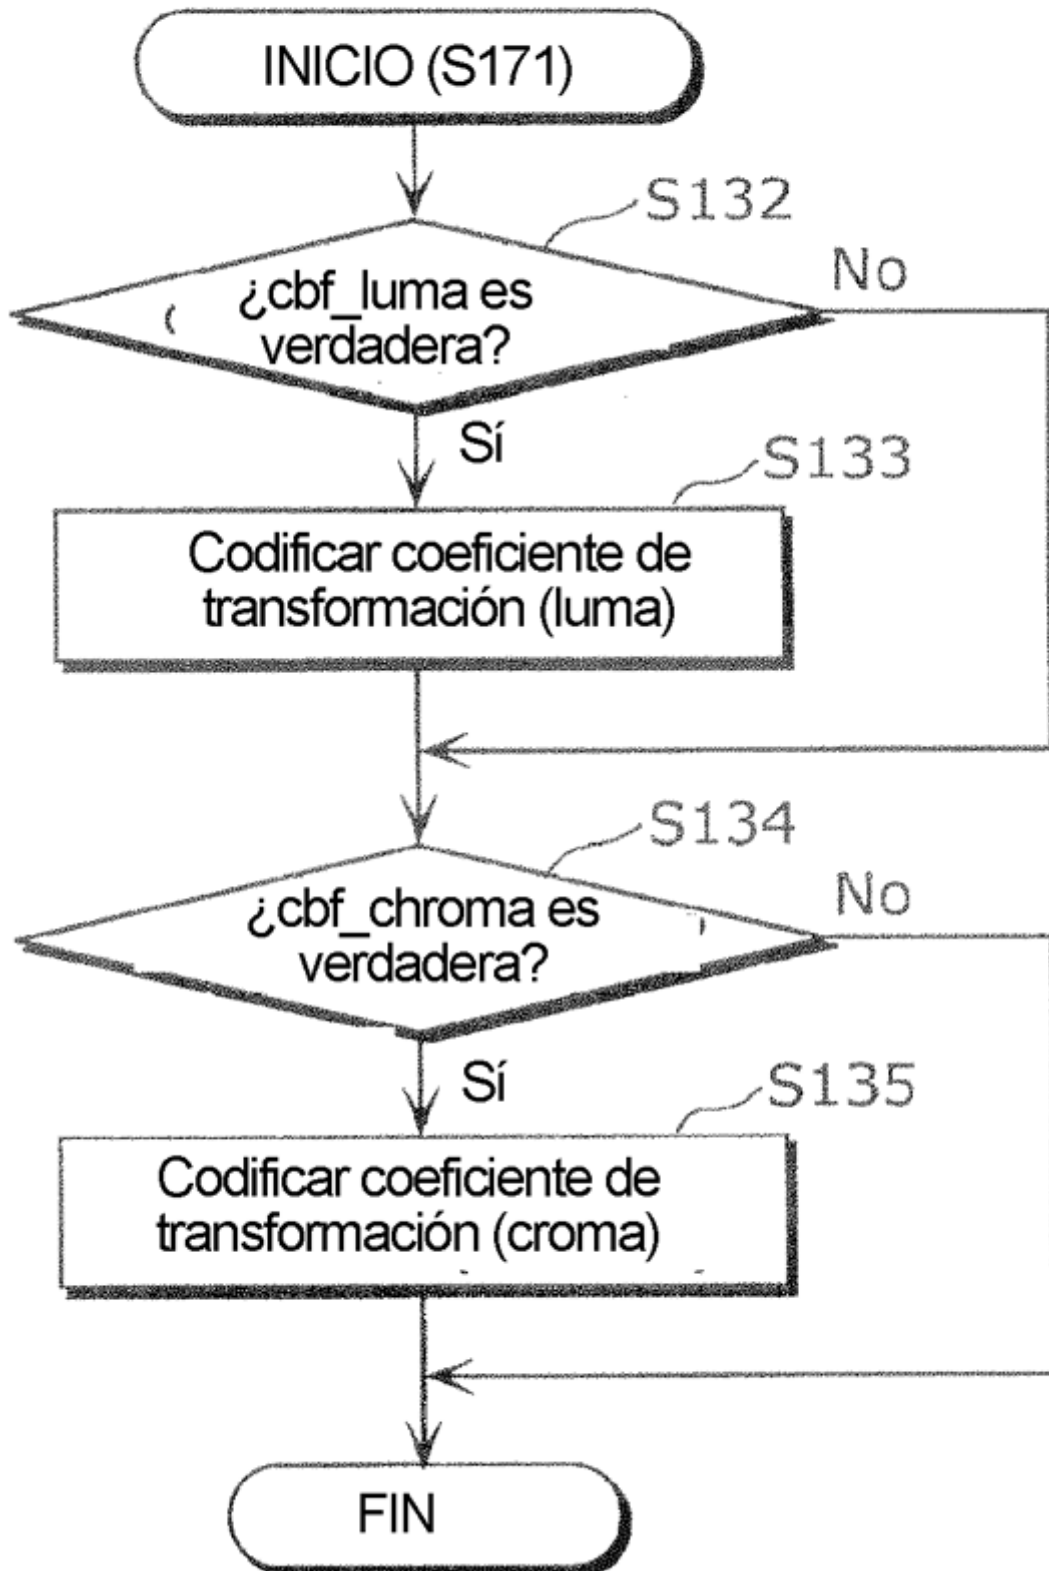 INICIO (S171)
S132
No
¿cbf_luma es
verdadera?
Sí
S133
Codificar coeficiente de
transformación (luma)
S134
No
¿cbf_chroma es
verdadera?
Sí
S135
Codificar coeficiente de
transformación (croma)
FIN